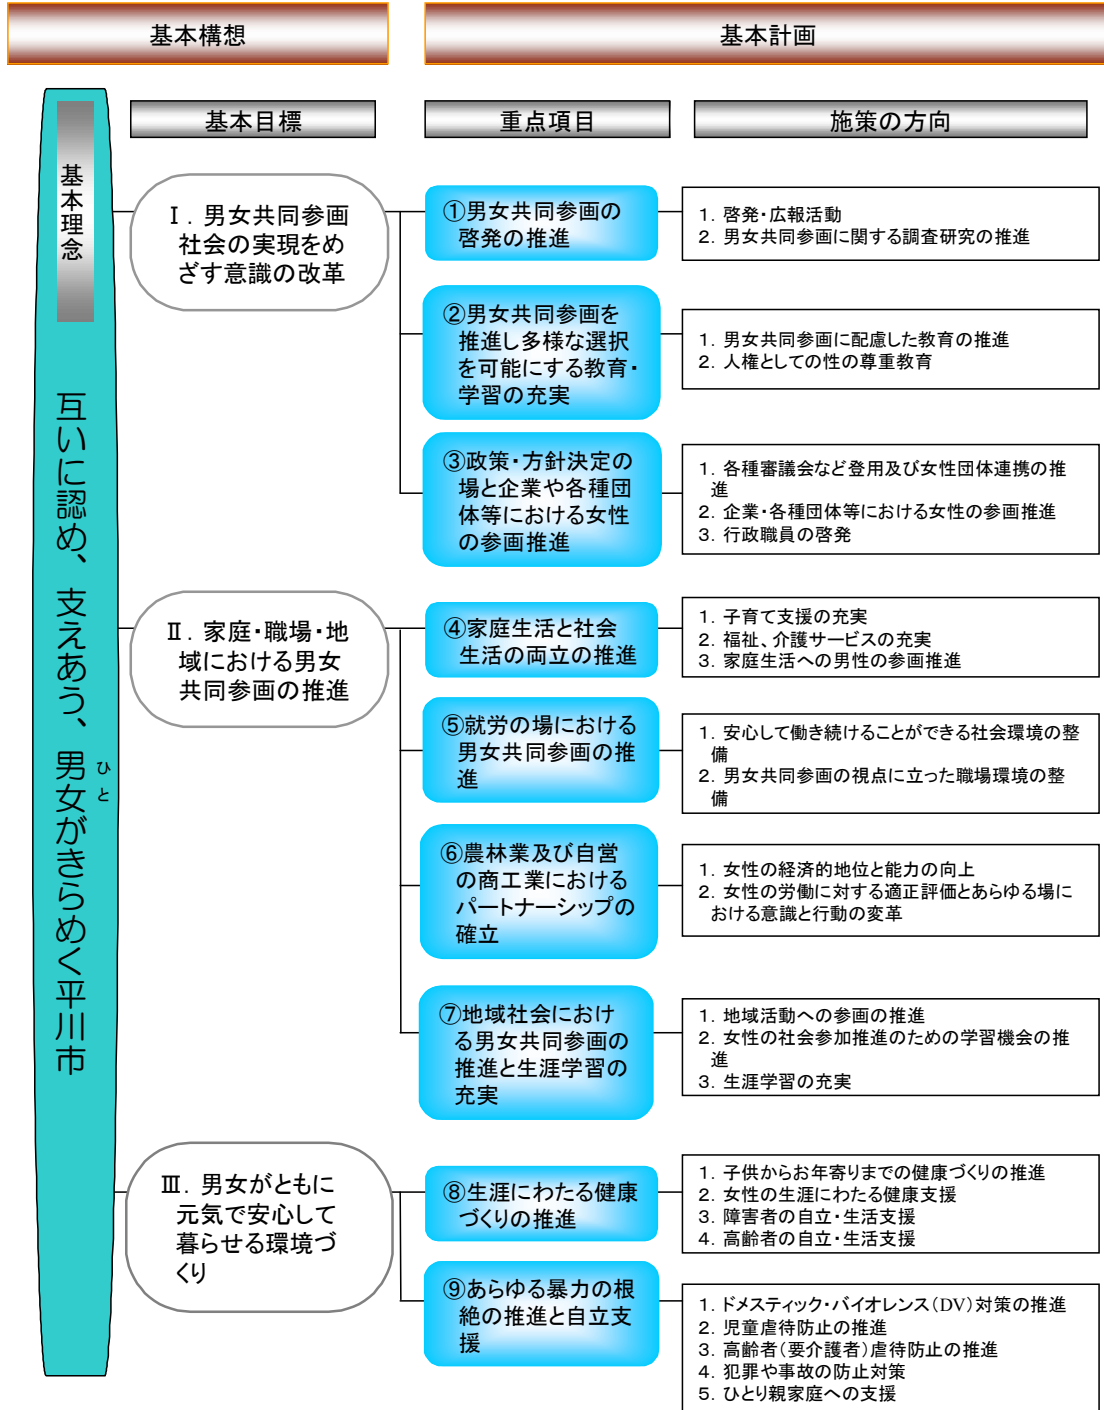 基本構想
基本計画
基本理念
互いに認め、支えあう、男女がきらめく平川市
ひと
基本目標
重点項目
施策の方向
Ⅰ．男女共同参画
社会の実現をめ
ざす意識の改革
①男女共同参画の
啓発の推進
1．啓発・広報活動
2．男女共同参画に関する調査研究の推進
②男女共同参画を
推進し多様な選択
を可能にする教育・
学習の充実
1．男女共同参画に配慮した教育の推進
2．人権としての性の尊重教育
③政策・方針決定の
場と企業や各種団
体等における女性
の参画推進
1．各種審議会など登用及び女性団体連携の推
進
2．企業・各種団体等における女性の参画推進
3．行政職員の啓発
Ⅱ．家庭・職場・地
域における男女
共同参画の推進
④家庭生活と社会
生活の両立の推進
1．子育て支援の充実
2．福祉、介護サービスの充実
3．家庭生活への男性の参画推進
⑤就労の場における
男女共同参画の推
進
1．安心して働き続けることができる社会環境の整
備
2．男女共同参画の視点に立った職場環境の整
備
⑥農林業及び自営
の商工業における
パートナーシップの
確立
1．女性の経済的地位と能力の向上
2．女性の労働に対する適正評価とあらゆる場に
おける意識と行動の変革
⑦地域社会におけ
る男女共同参画の
推進と生涯学習の
充実
1．地域活動への参画の推進
2．女性の社会参加推進のための学習機会の推
進
3．生涯学習の充実
Ⅲ．男女がともに
元気で安心して
暮らせる環境づ
くり
⑧生涯にわたる健康
づくりの推進
1．子供からお年寄りまでの健康づくりの推進
2．女性の生涯にわたる健康支援
3．障害者の自立・生活支援
4．高齢者の自立・生活支援
⑨あらゆる暴力の根
絶の推進と自立支
援
1．ドメスティック・バイオレンス（DV）対策の推進
2．児童虐待防止の推進
3．高齢者（要介護者）虐待防止の推進
4．犯罪や事故の防止対策
5．ひとり親家庭への支援